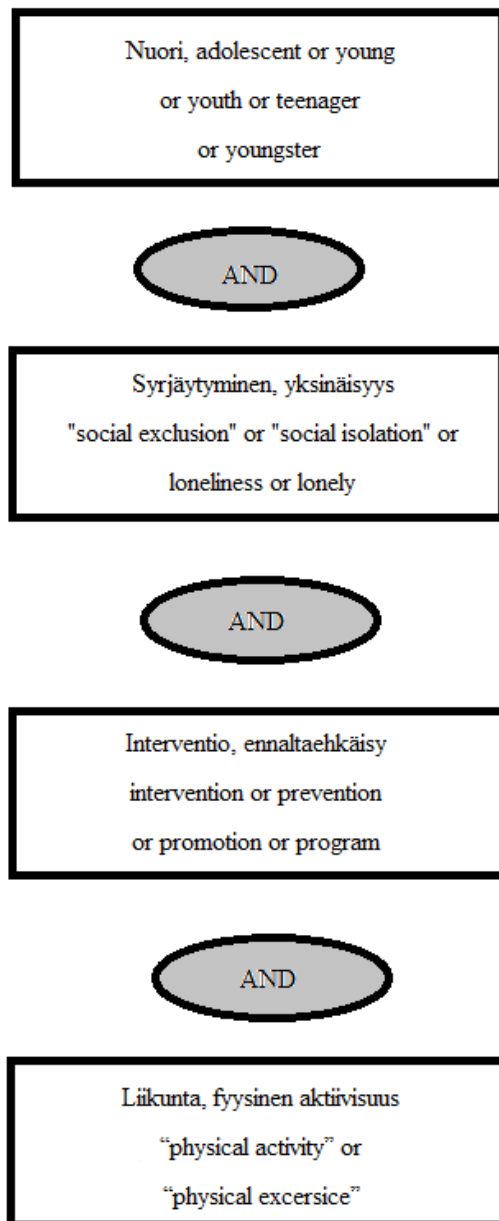 Nuori, adolescent or young
or youth or teenager
or youngster
AND
Syrjäytyminen, yksinäisyys
"social exclusion" or "social isolation" or
loneliness or lonely
AND
Interventio, ennaltaehkäisy
intervention or prevention
or promotion or program
AND
Liikunta, fyysinen aktiivisuus
“physical activity” or
“physical excersice”